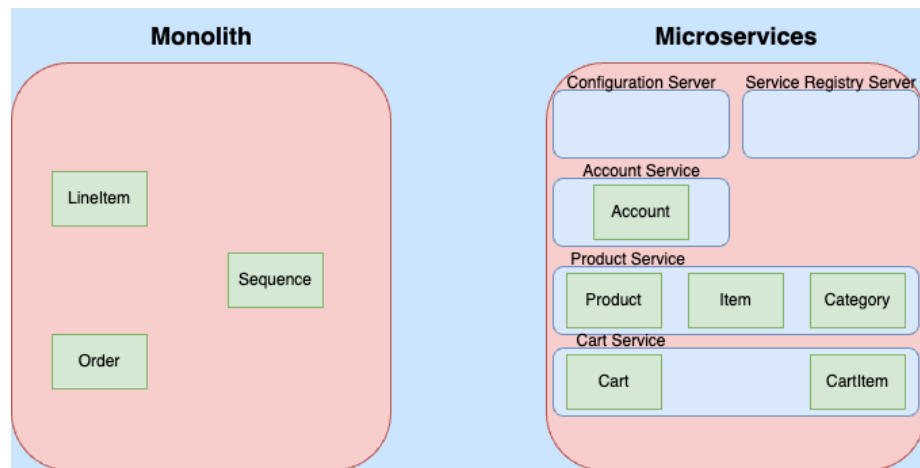 Monolith
LineItem
Sequence
Order
Microservices
Configuration Server
Service Registry Server
Account Service
Account
Product Service
Product
Item
Category
Cart Service
Cart
CartItem